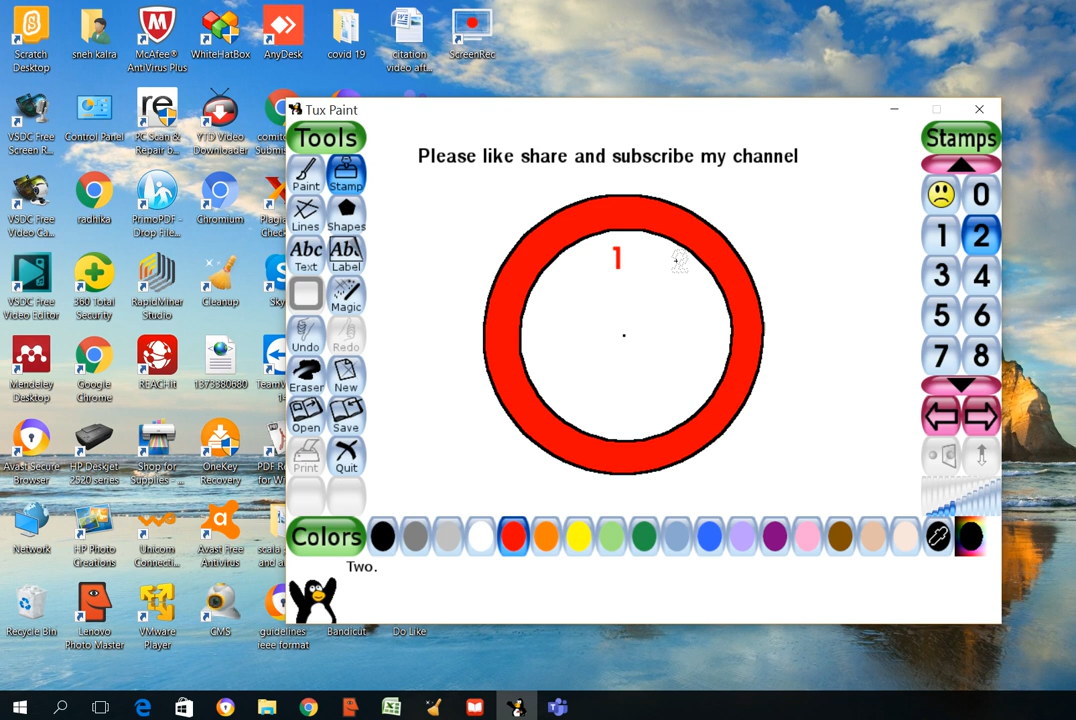 Scratch Desktop
sneh kalra
McAfee® AntiVirus Plus
WhiteHatBox
AnyDesk
covid 19
citation video aft...
ScreenRec
VSDC Free Screen R...
Control Panel
PC Scan & Repair b...
YTD Video Downloader
VSDC Free Video Ca...
radhika
PrimoPDF - Drop File...
Chromium
VSDC Free Video Editor
360 Total Security
RapidMiner Studio
Cleanup
Mendeley Desktop
Google Chrome
REACHit
1373380680
Avast Secure Browser
HP Deskjet 2520 series
Shop for Supplies - ...
OneKey Recovery
Network
HP Photo Creations
Unicorn Connecti...
Avast Free Antivirus
Recycle Bin
Lenovo Photo Master
VMware Player
CMS
guidelines ieee format
Bandicut
Do Like
Tux Paint
Tools
Stamps
Please like share and subscribe my channel
Paint
Stamp
Lines
Shapes
Abc
Text
Label
Magic
Undo
Redo
Eraser
New
Open
Save
Print
Quit
1
2
0
1
2
3
4
5
6
7
8
Colors
Two.